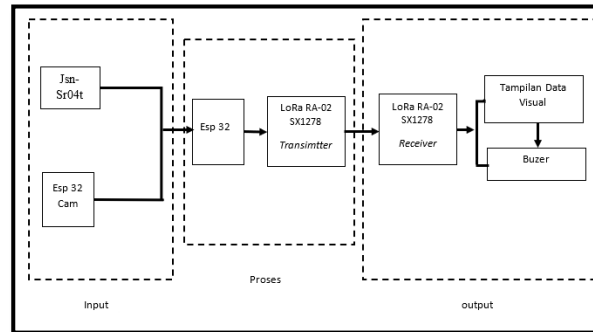 Jsn-
Sr04t
Esp 32
Cam
Input
Esp 32
LoRa RA-02
SX1278
Transimtter
Proses
LoRa RA-02
SX1278
Receiver
Tampilan Data
Visual
Buzer
output